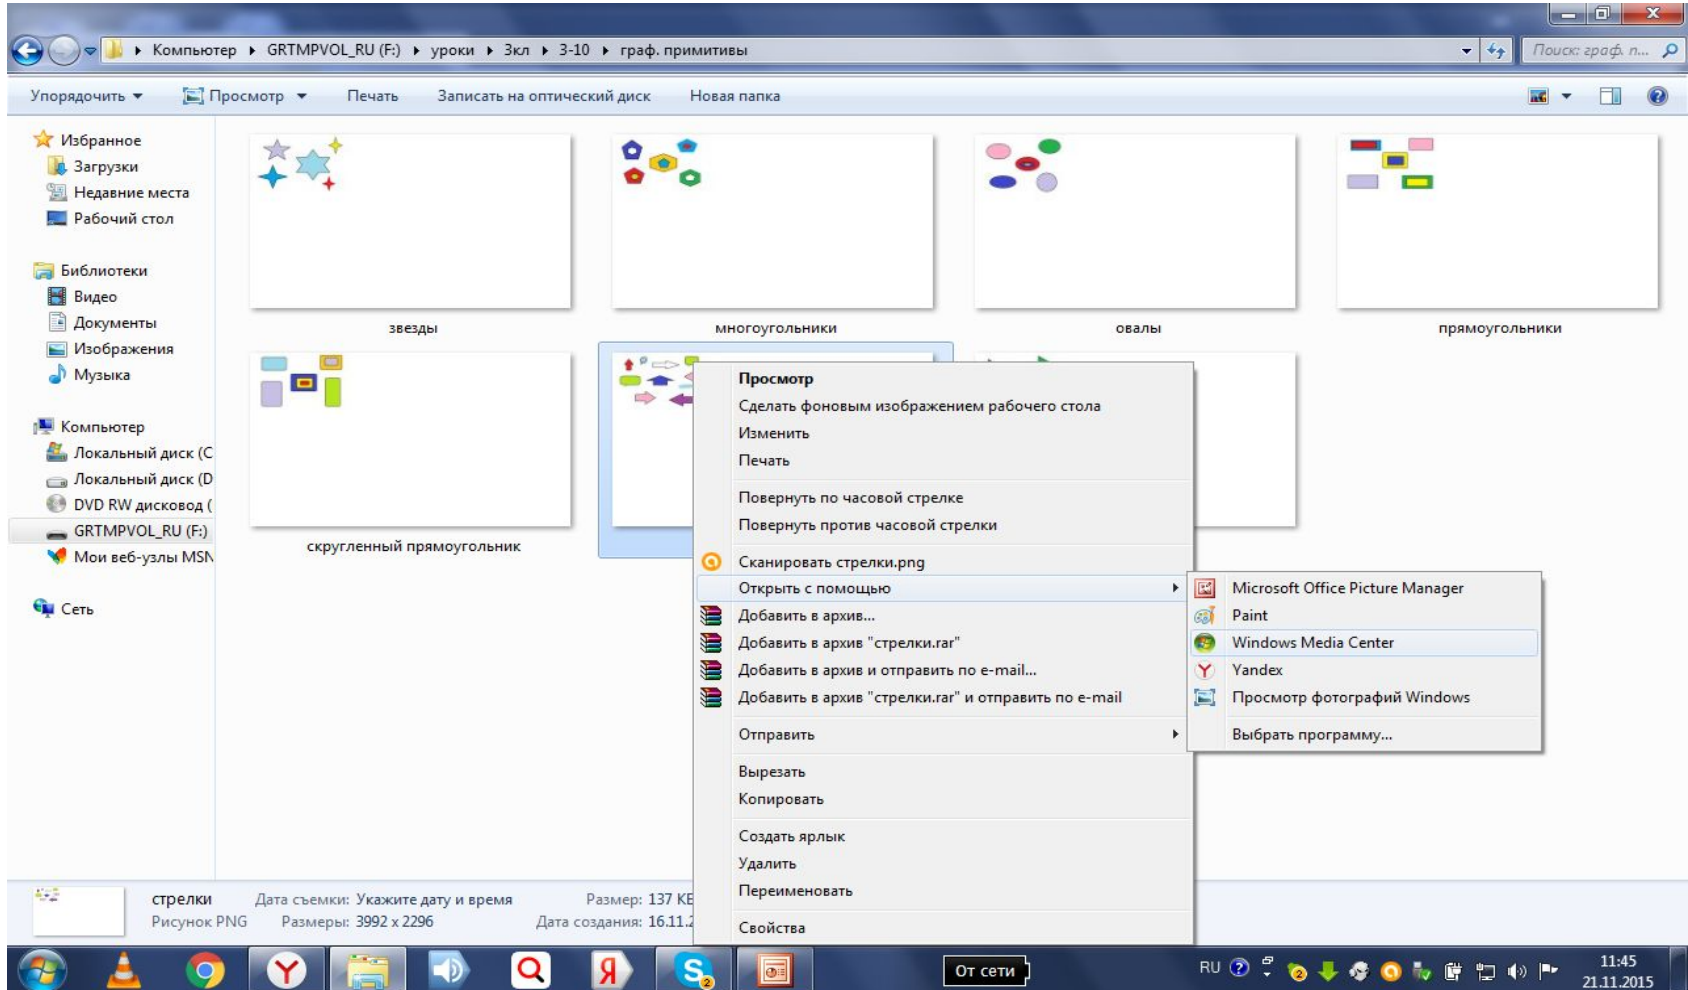 Компьютер ▸ GRTMPVOL_RU (F:) ▸ уроки ▸ 3кл ▸ 3-10 ▸ граф. примитивы
Поиск: граф. п...
Упорядочить Просмотр Печать Записать на оптический диск Новая папка
Избранное
Загрузки
Недавние места
Рабочий стол
Библиотеки
Видео
Документы
Изображения
Музыка
Компьютер
Локальный диск (C
Локальный диск (D
DVD RW дисковод (
GRTMPVOL_RU (F:)
Мои веб-узлы MSN
Сеть
звезды многоугольники овалы прямоугольники
скругленный прямоугольник
Просмотр
Сделать фоновым изображением рабочего стола
Изменить
Печать
Повернуть по часовой стрелке
Повернуть против часовой стрелки
Сканировать стрелки.png
Открыть с помощью
Добавить в архив...
Добавить в архив "стрелки.rar"
Добавить в архив и отправить по e-mail...
Добавить в архив "стрелки.rar" и отправить по e-mail
Отправить
Вырезать
Копировать
Создать ярлык
Удалить
Переименовать
Свойства
Microsoft Office Picture Manager
Paint
Windows Media Center
Yandex
Просмотр фотографий Windows
Выбрать программу...
стрелки Дата съемки: Укажите дату и время Размер: 137 КБ
Рисунок PNG Размеры: 3992 x 2296 Дата создания: 16.11.2
От сети
RU
11:45
21.11.2015